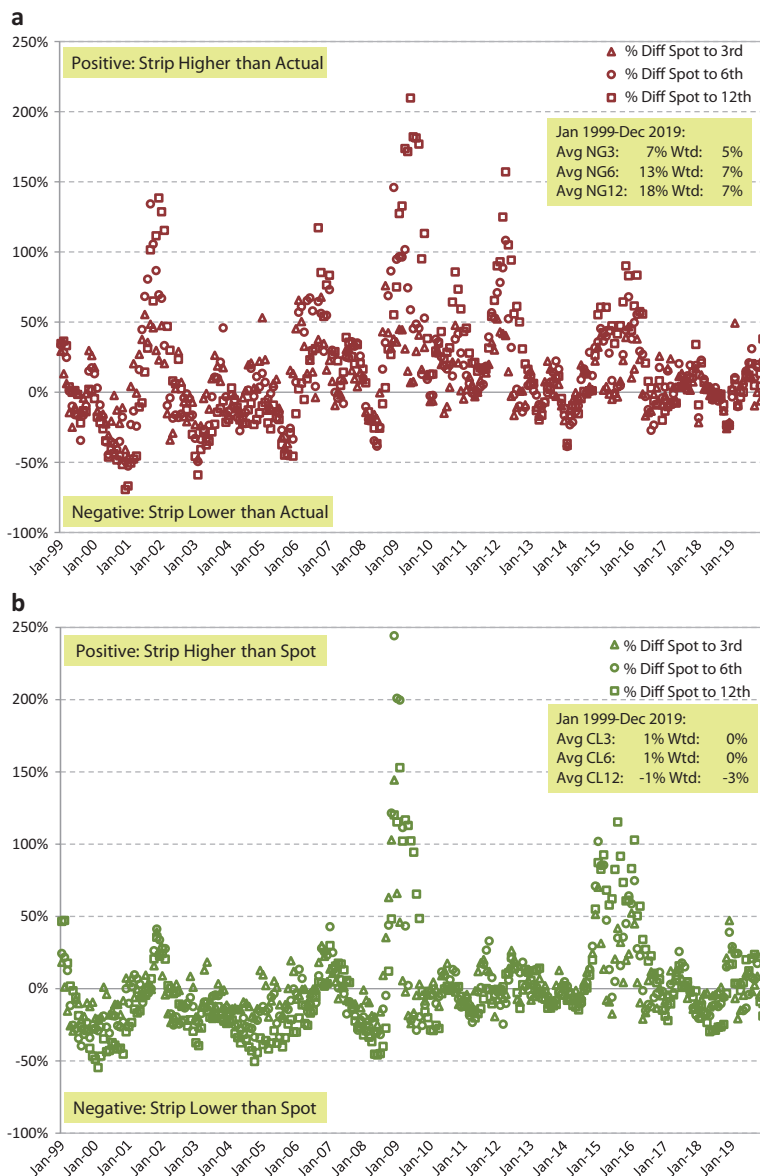 a
250%
200%
150%
100%
50%
0%
-50%
-100%
Positive: Strip Higher than Actual
% Diff Spot to 3rd
% Diff Spot to 6th
% Diff Spot to 12th
Jan 1999-Dec 2019:
Avg NG3: 7% Wtd: 5%
Avg NG6: 13% Wtd: 7%
Avg NG12: 18% Wtd: 7%
Negative: Strip Lower than Actual
Jan-99
Jan-00
Jan-01
Jan-02
Jan-03
Jan-04
Jan-05
Jan-06
Jan-07
Jan-08
Jan-09
Jan-10
Jan-11
Jan-12
Jan-13
Jan-14
Jan-15
Jan-16
Jan-17
Jan-18
Jan-19
b
250%
200%
150%
100%
50%
0%
-50%
-100%
Positive: Strip Higher than Spot
% Diff Spot to 3rd
% Diff Spot to 6th
% Diff Spot to 12th
Jan 1999-Dec 2019:
Avg CL3: 1% Wtd: 0%
Avg CL6: 1% Wtd: 0%
Avg CL12: -1% Wtd: -3%
Negative: Strip Lower than Spot
Jan-99
Jan-00
Jan-01
Jan-02
Jan-03
Jan-04
Jan-05
Jan-06
Jan-07
Jan-08
Jan-09
Jan-10
Jan-11
Jan-12
Jan-13
Jan-14
Jan-15
Jan-16
Jan-17
Jan-18
Jan-19